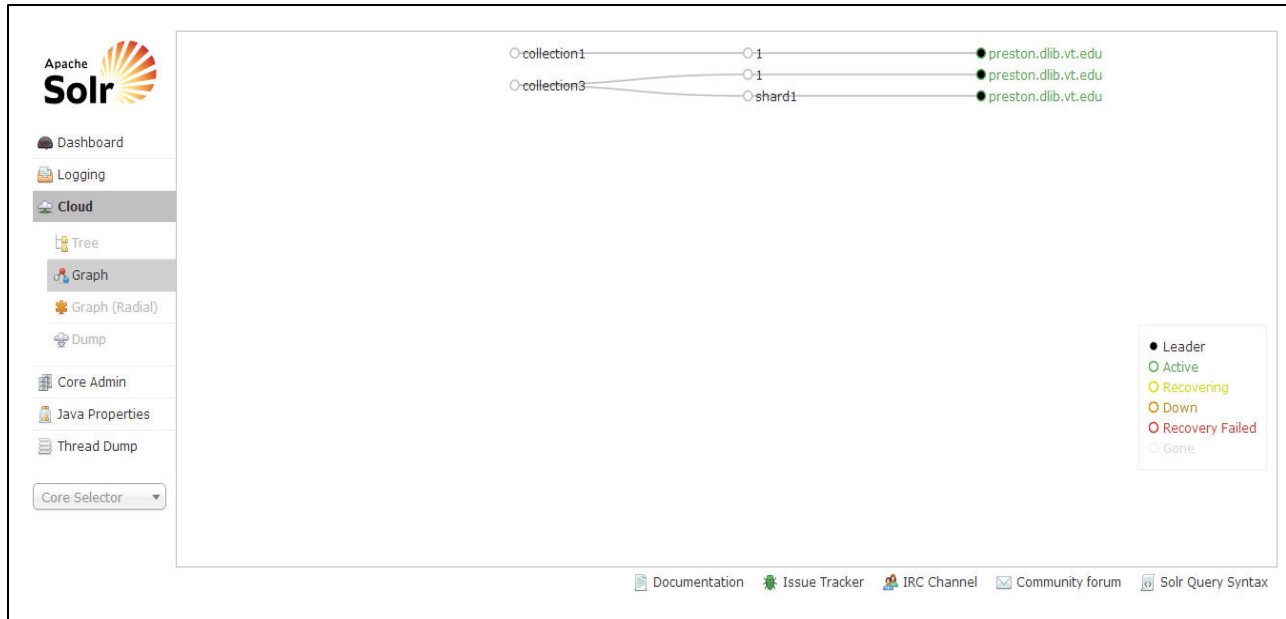 Apache
Solr
Dashboard
Logging
Cloud
Tree
Graph
Graph (Radial)
Dump
Core Admin
Java Properties
Thread Dump
Core Selector
collection1
1
preston.dlib.vt.edu
collection3
1
preston.dlib.vt.edu
shard1
preston.dlib.vt.edu
Leader
Active
Recovering
Down
Recovery Failed
Gone
Documentation Issue Tracker IRC Channel Community forum Solr Query Syntax